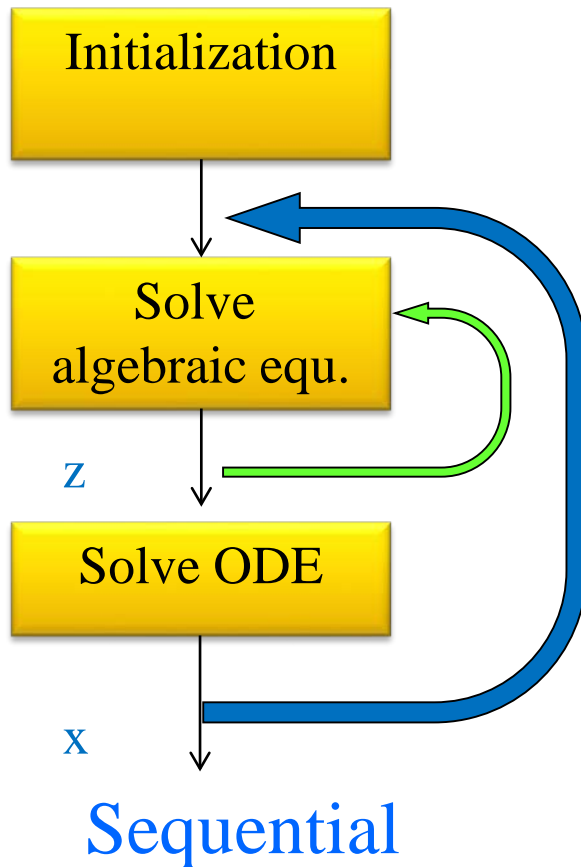 Initialization
Solve
algebraic equ.
z
Solve ODE
x
Sequential